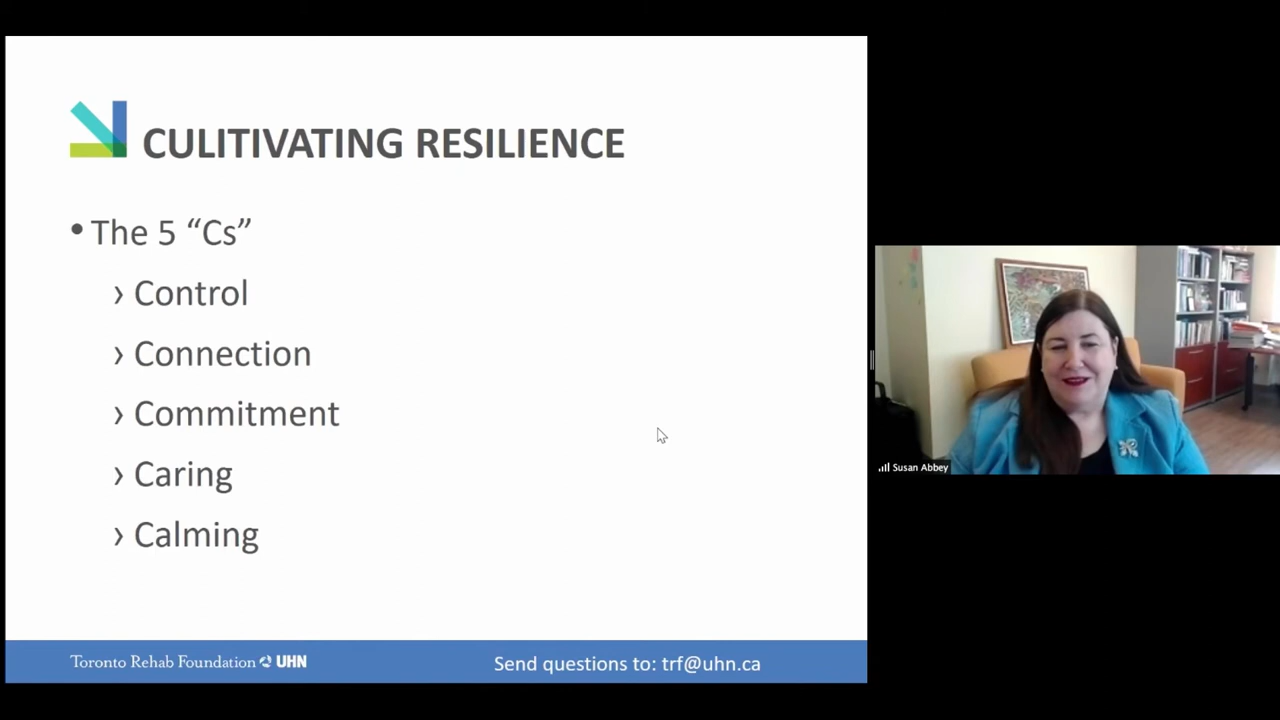 CULITIVATING RESILIENCE
• The 5 “Cs”
› Control
› Connection
› Commitment
› Caring
› Calming
Toronto Rehab Foundation UHN
Send questions to: trf@uhn.ca
Susan Abbey